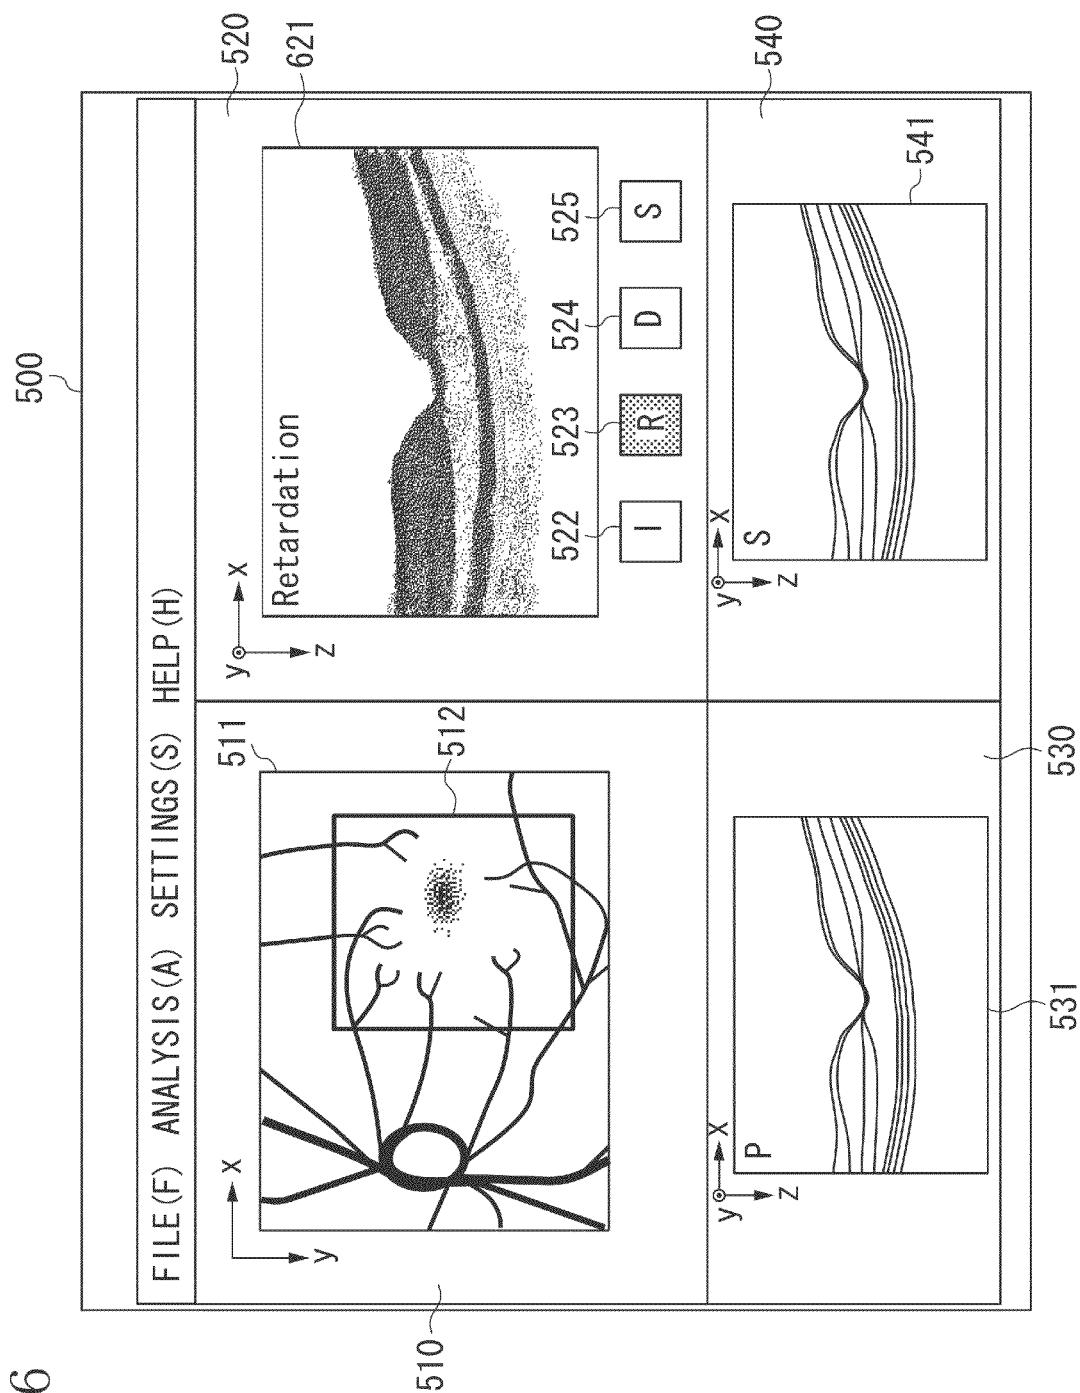 6
500
FILE(F) ANALYSIS(A) SETTINGS(S) HELP(H)
510
x
y
511
512
y
x
z
Retardation
520
621
522
523
524
525
I
R
D
S
y
x
z
P
531
530
y
x
z
S
541
540